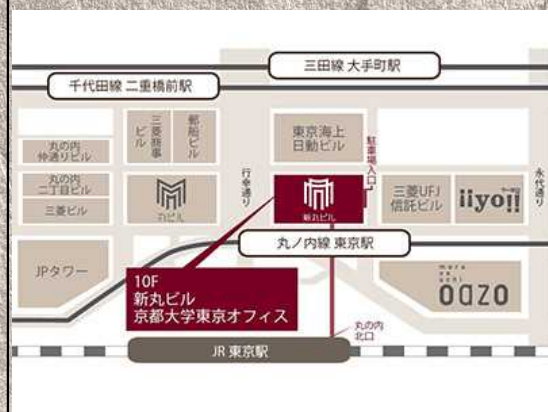 三田線 大手町駅
千代田線 二重橋前駅
丸の内
仲通りビル
三菱商事
ビル
郵船ビル
行幸通り
東京海上
日動ビル
駐車場入口
永代通り
丸の内
二丁目ビル
三菱ビル
丸ビル
新丸ビル
三菱UFJ
信託ビル
iiyo!!
丸ノ内線 東京駅
JPタワー
10F
新丸ビル
京都大学東京オフィス
maru
no
uchi
OAZO
丸の内
北口
JR 東京駅